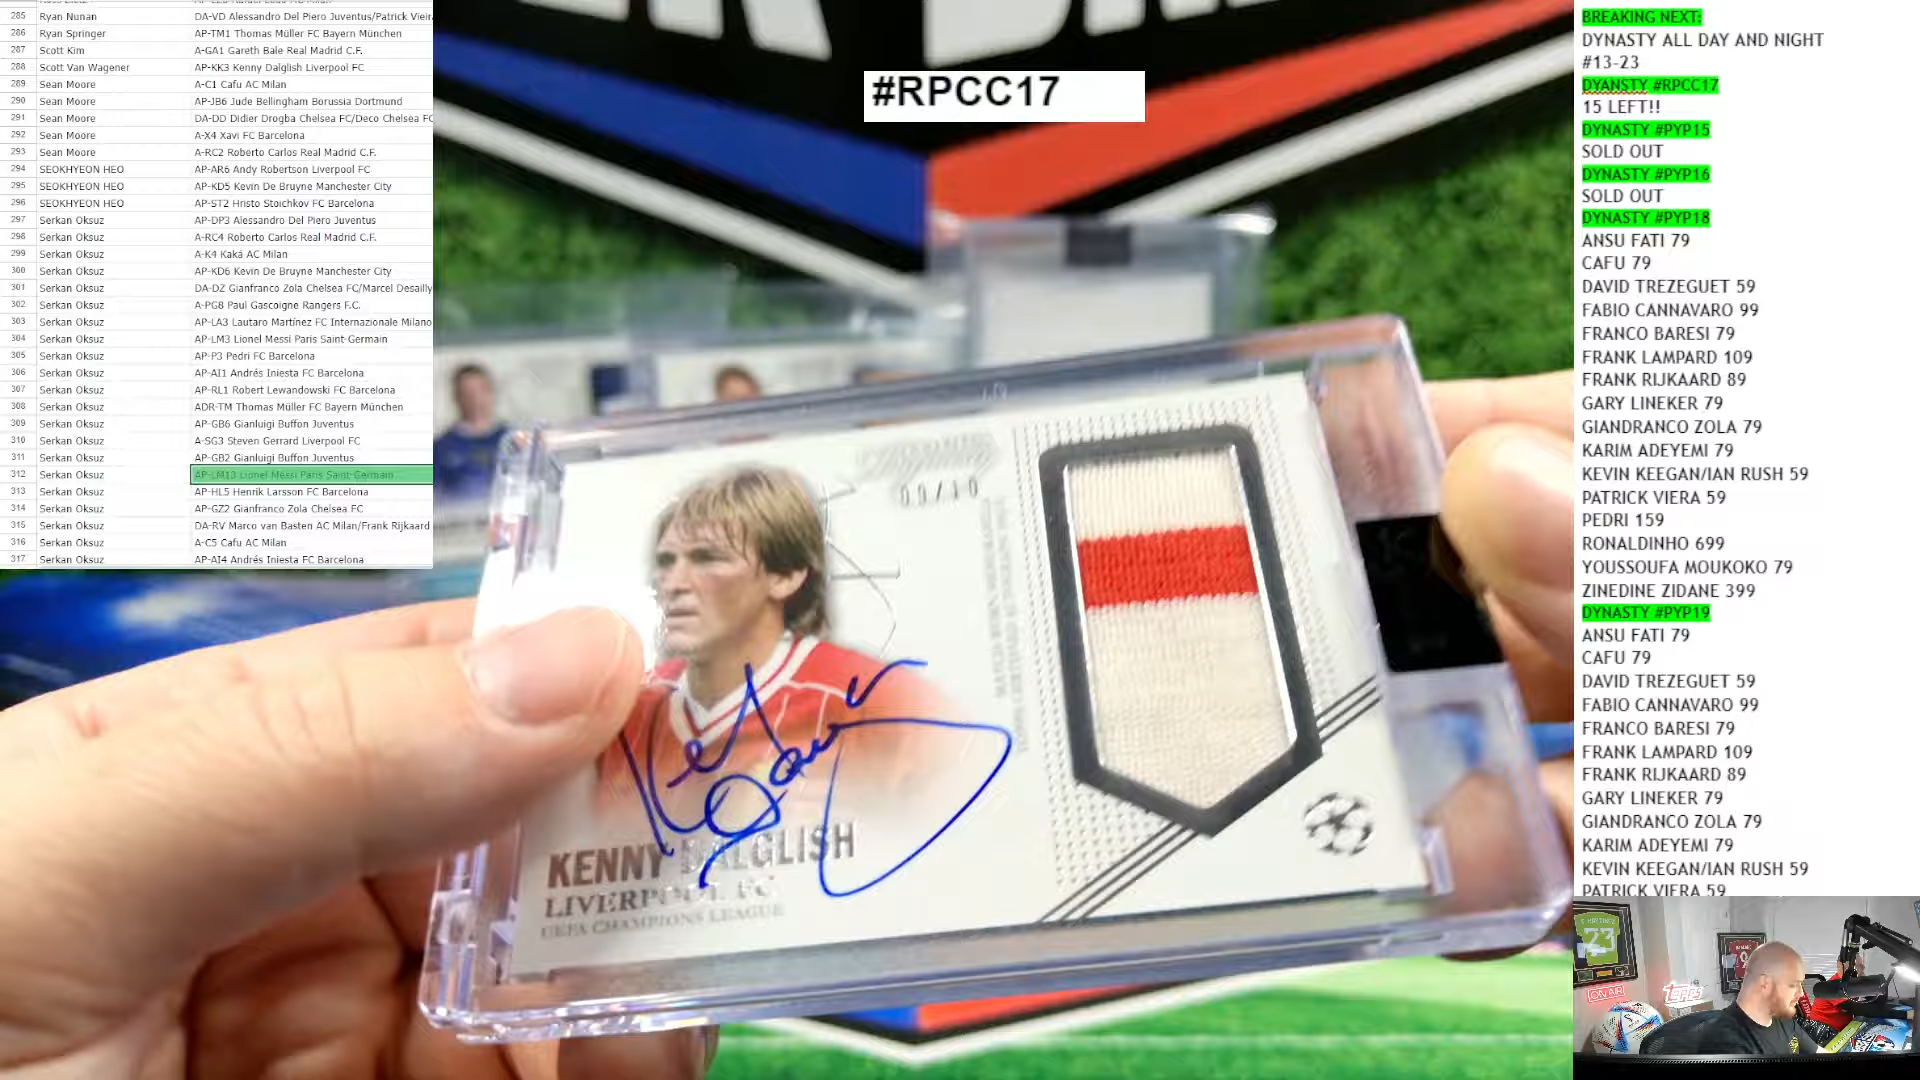 285 Ryan Nunan DA-VD Alessandro Del Piero Juventus/Patrick Vieir
286 Ryan Springer AP-TM1 Thomas Müller FC Bayern München
287 Scott Kim A-GA1 Gareth Bale Real Madrid C.F.
288 Scott Van Wagener AP-KK3 Kenny Dalglish Liverpool FC
289 Sean Moore A-C1 Cafu AC Milan
290 Sean Moore AP-JB6 Jude Bellingham Borussia Dortmund
291 Sean Moore DA-DD Didier Drogba Chelsea FC/Deco Chelsea FC
292 Sean Moore A-X4 Xavi FC Barcelona
293 Sean Moore A-RC2 Roberto Carlos Real Madrid C.F.
294 SEOKHYEON HEO AP-AR6 Andy Robertson Liverpool FC
295 SEOKHYEON HEO AP-KD5 Kevin De Bruyne Manchester City
296 SEOKHYEON HEO AP-ST2 Hristo Stoichkov FC Barcelona
297 Serkan Oksuz AP-DP3 Alessandro Del Piero Juventus
298 Serkan Oksuz A-RC4 Roberto Carlos Real Madrid C.F.
299 Serkan Oksuz A-K4 Kaká AC Milan
300 Serkan Oksuz AP-KD6 Kevin De Bruyne Manchester City
301 Serkan Oksuz DA-DZ Gianfranco Zola Chelsea FC/Marcel Desailly
302 Serkan Oksuz A-PG8 Paul Gascoigne Rangers F.C.
303 Serkan Oksuz AP-LA3 Lautaro Martínez FC Internazionale Milano
304 Serkan Oksuz AP-LM3 Lionel Messi Paris Saint-Germain
305 Serkan Oksuz AP-P3 Pedri FC Barcelona
306 Serkan Oksuz AP-AI1 Andrés Iniesta FC Barcelona
307 Serkan Oksuz AP-RL1 Robert Lewandowski FC Barcelona
308 Serkan Oksuz ADR-TM Thomas Müller FC Bayern München
309 Serkan Oksuz AP-GB6 Gianluigi Buffon Juventus
310 Serkan Oksuz A-SG3 Steven Gerrard Liverpool FC
311 Serkan Oksuz AP-GB2 Gianluigi Buffon Juventus
312 Serkan Oksuz AP-LM13 Lionel Messi Paris Saint-Germain
313 Serkan Oksuz AP-HL5 Henrik Larsson FC Barcelona
314 Serkan Oksuz AP-GZ2 Gianfranco Zola Chelsea FC
315 Serkan Oksuz DA-RV Marco van Basten AC Milan/Frank Rijkaard
316 Serkan Oksuz A-C5 Cafu AC Milan
317 Serkan Oksuz AP-AI4 Andrés Iniesta FC Barcelona
#RPCC17
KENNY DALGLISH
LIVERPOOL FC
UEFA CHAMPIONS LEAGUE
BREAKING NEXT:
DYNASTY ALL DAY AND NIGHT
#13-23
DYANSTY #RPCC17
15 LEFT!!
DYNASTY #PYP15
SOLD OUT
DYNASTY #PYP16
SOLD OUT
DYNASTY #PYP18
ANSU FATI 79
CAFU 79
DAVID TREZEGUET 59
FABIO CANNAVARO 99
FRANCO BARESI 79
FRANK LAMPARD 109
FRANK RIJKAARD 89
GARY LINEKER 79
GIANDRANCO ZOLA 79
KARIM ADEYEMI 79
KEVIN KEEGAN/IAN RUSH 59
PATRICK VIERA 59
PEDRI 159
RONALDINHO 699
YOUSSOUFA MOUKOKO 79
ZINEDINE ZIDANE 399
DYNASTY #PYP19
ANSU FATI 79
CAFU 79
DAVID TREZEGUET 59
FABIO CANNAVARO 99
FRANCO BARESI 79
FRANK LAMPARD 109
FRANK RIJKAARD 89
GARY LINEKER 79
GIANDRANCO ZOLA 79
KARIM ADEYEMI 79
KEVIN KEEGAN/IAN RUSH 59
PATRICK VIERA 59
23
ON AIR
topps